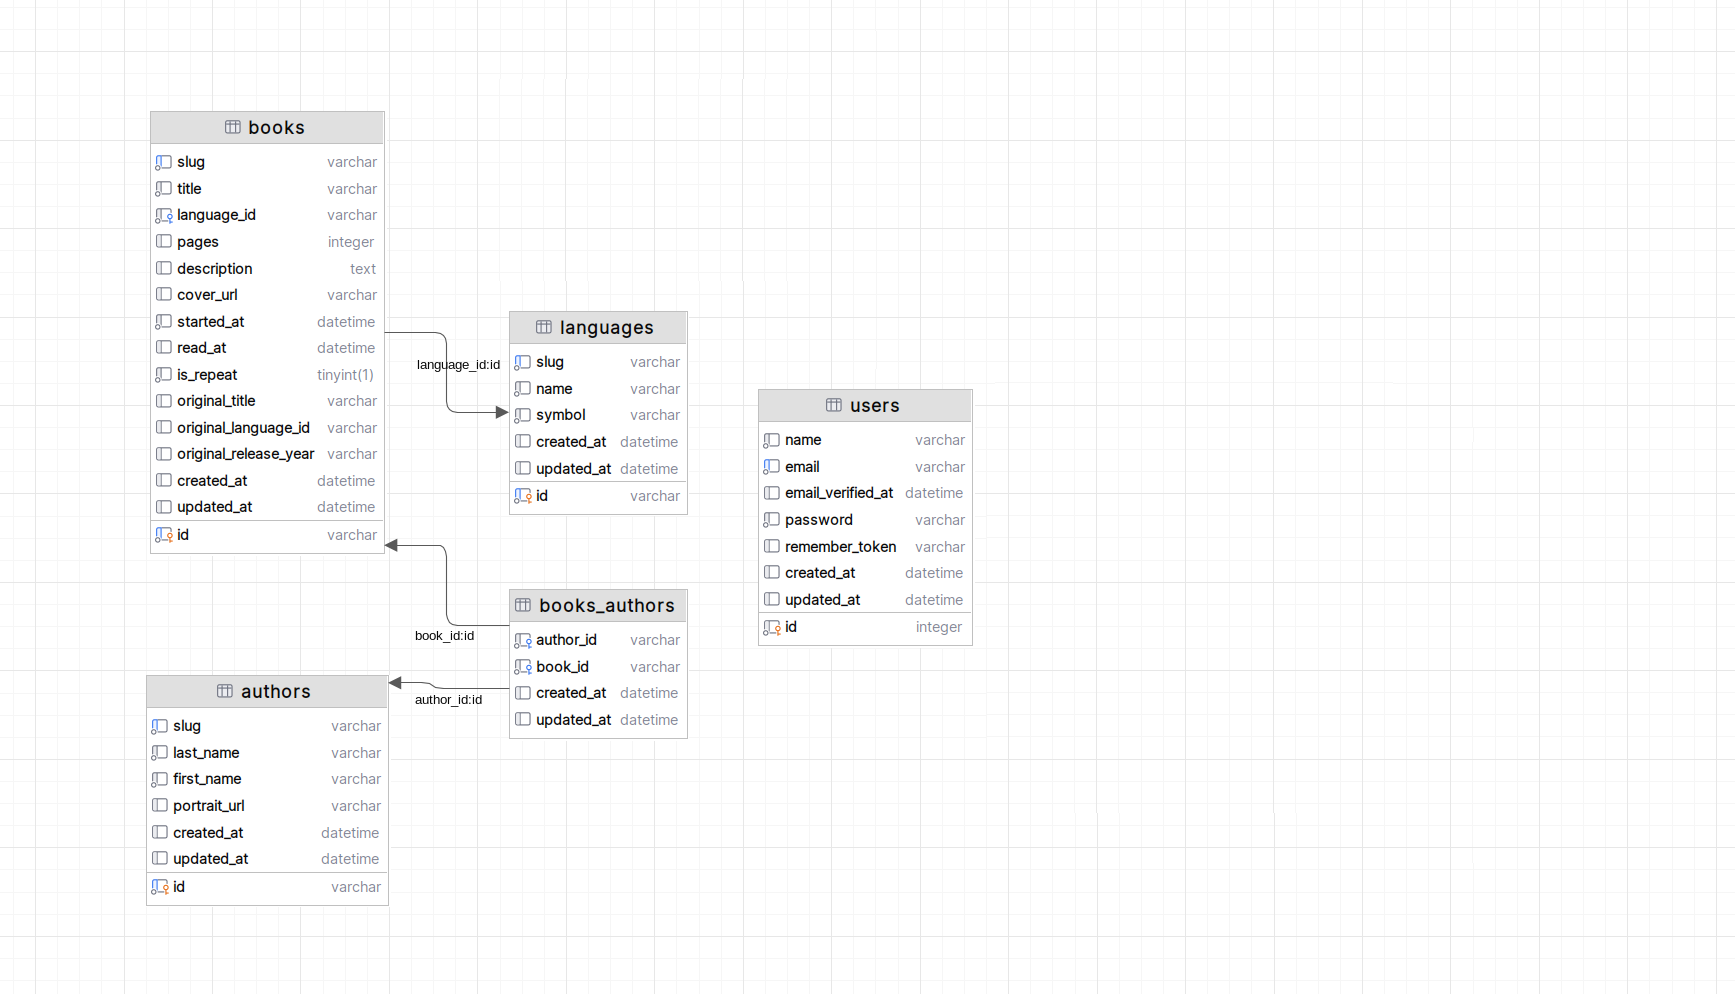 books
slug varchar
title varchar
language_id varchar
pages integer
description text
cover_url varchar
started_at datetime
read_at datetime
is_repeat tinyint(1)
original_title varchar
original_language_id varchar
original_release_year varchar
created_at datetime
updated_at datetime
id varchar
language_id:id
languages
slug varchar
name varchar
symbol varchar
created_at datetime
updated_at datetime
id varchar
users
name varchar
email varchar
email_verified_at datetime
password varchar
remember_token varchar
created_at datetime
updated_at datetime
id integer
book_id:id
books_authors
author_id varchar
book_id varchar
created_at datetime
updated_at datetime
author_id:id
authors
slug varchar
last_name varchar
first_name varchar
portrait_url varchar
created_at datetime
updated_at datetime
id varchar